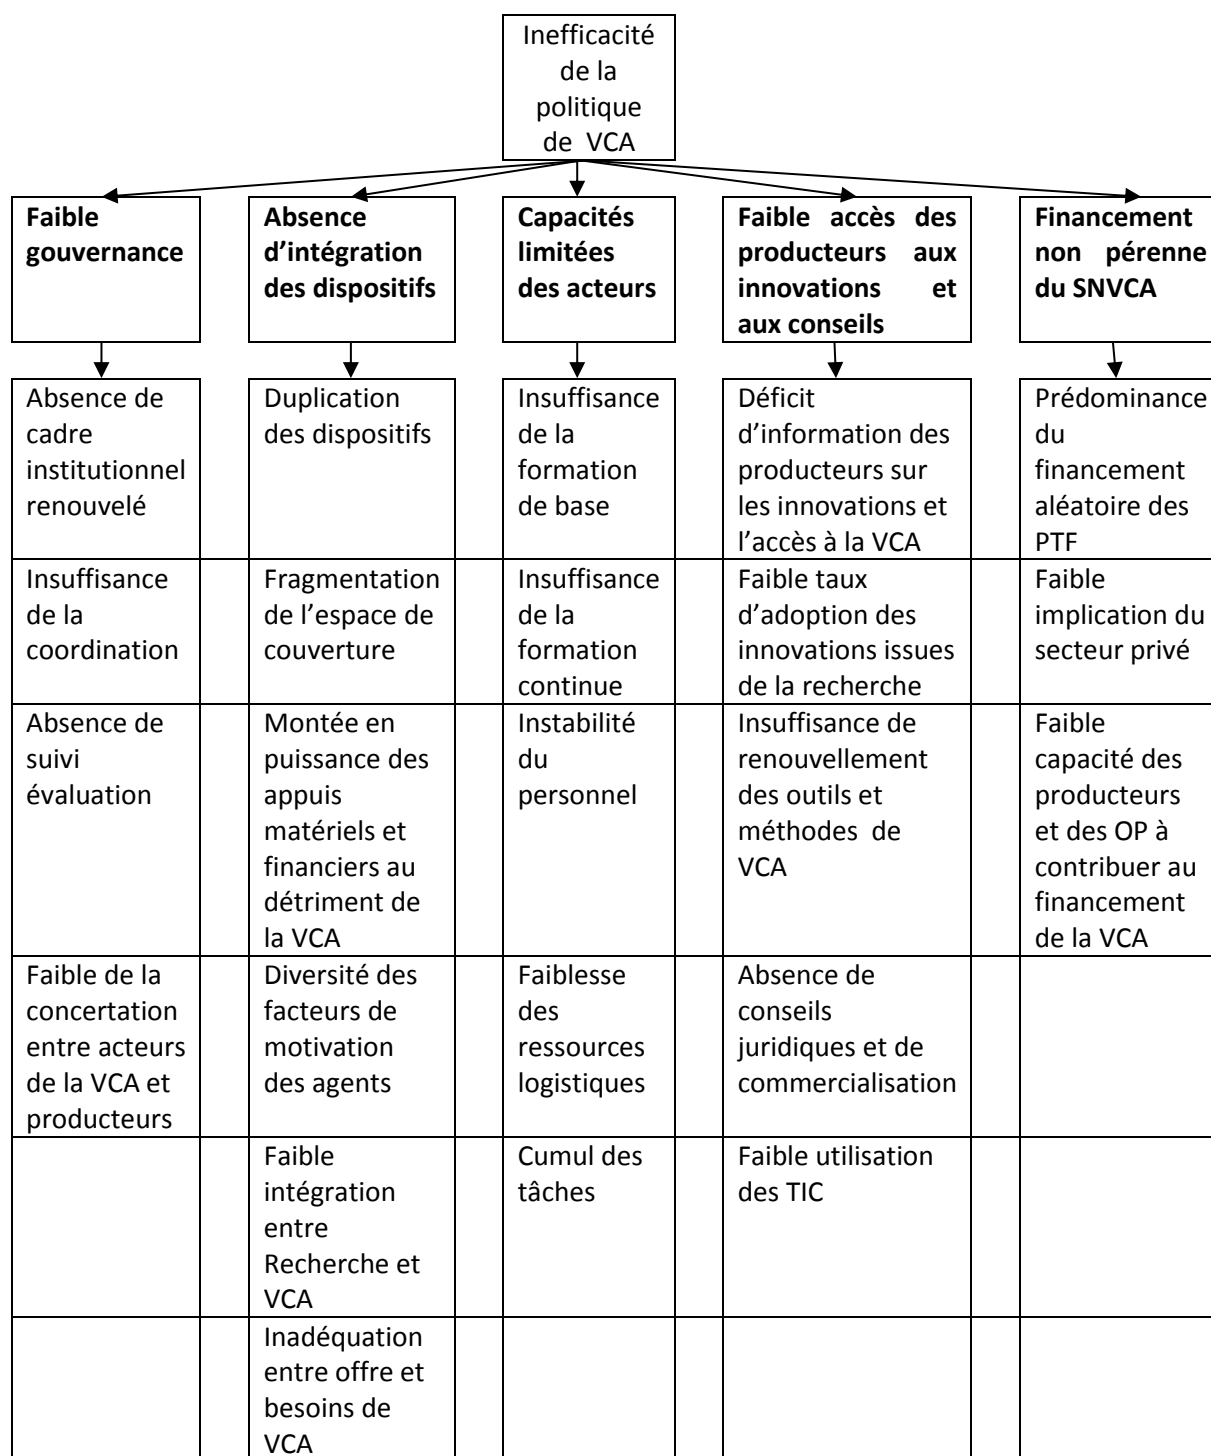 Inefficacité
de la
politique
de VCA
Faible
gouvernance
Absence
d’intégration
des dispositifs
Capacités
limitées
des acteurs
Faible accès des
producteurs aux
innovations et
aux conseils
Financement
non pérenne
du SNVCA
Absence de
cadre
institutionnel
renouvelé
Duplication
des dispositifs
Insuffisance
de la
formation
de base
Déficit
d’information des
producteurs sur
les innovations et
l’accès à la VCA
Prédominance
du
financement
aléatoire des
PTF
Insuffisance
de la
coordination
Fragmentation
de l’espace de
couverture
Insuffisance
de la
formation
continue
Faible taux
d’adoption des
innovations issues
de la recherche
Faible
implication du
secteur privé
Absence de
suivi
évaluation
Montée en
puissance des
appuis
matériels et
financiers au
détriment de
la VCA
Instabilité
du
personnel
Insuffisance de
renouvellement
des outils et
méthodes de
VCA
Faible
capacité des
producteurs
et des OP à
contribuer au
financement
de la VCA
Faible de la
concertation
entre acteurs
de la VCA et
producteurs
Diversité des
facteurs de
motivation
des agents
Faiblesse
des
ressources
logistiques
Absence de
conseils
juridiques et de
commercialisation
Faible
intégration
entre
Recherche et
VCA
Cumul des
tâches
Faible utilisation
des TIC
Inadéquation
entre offre et
besoins de
VCA